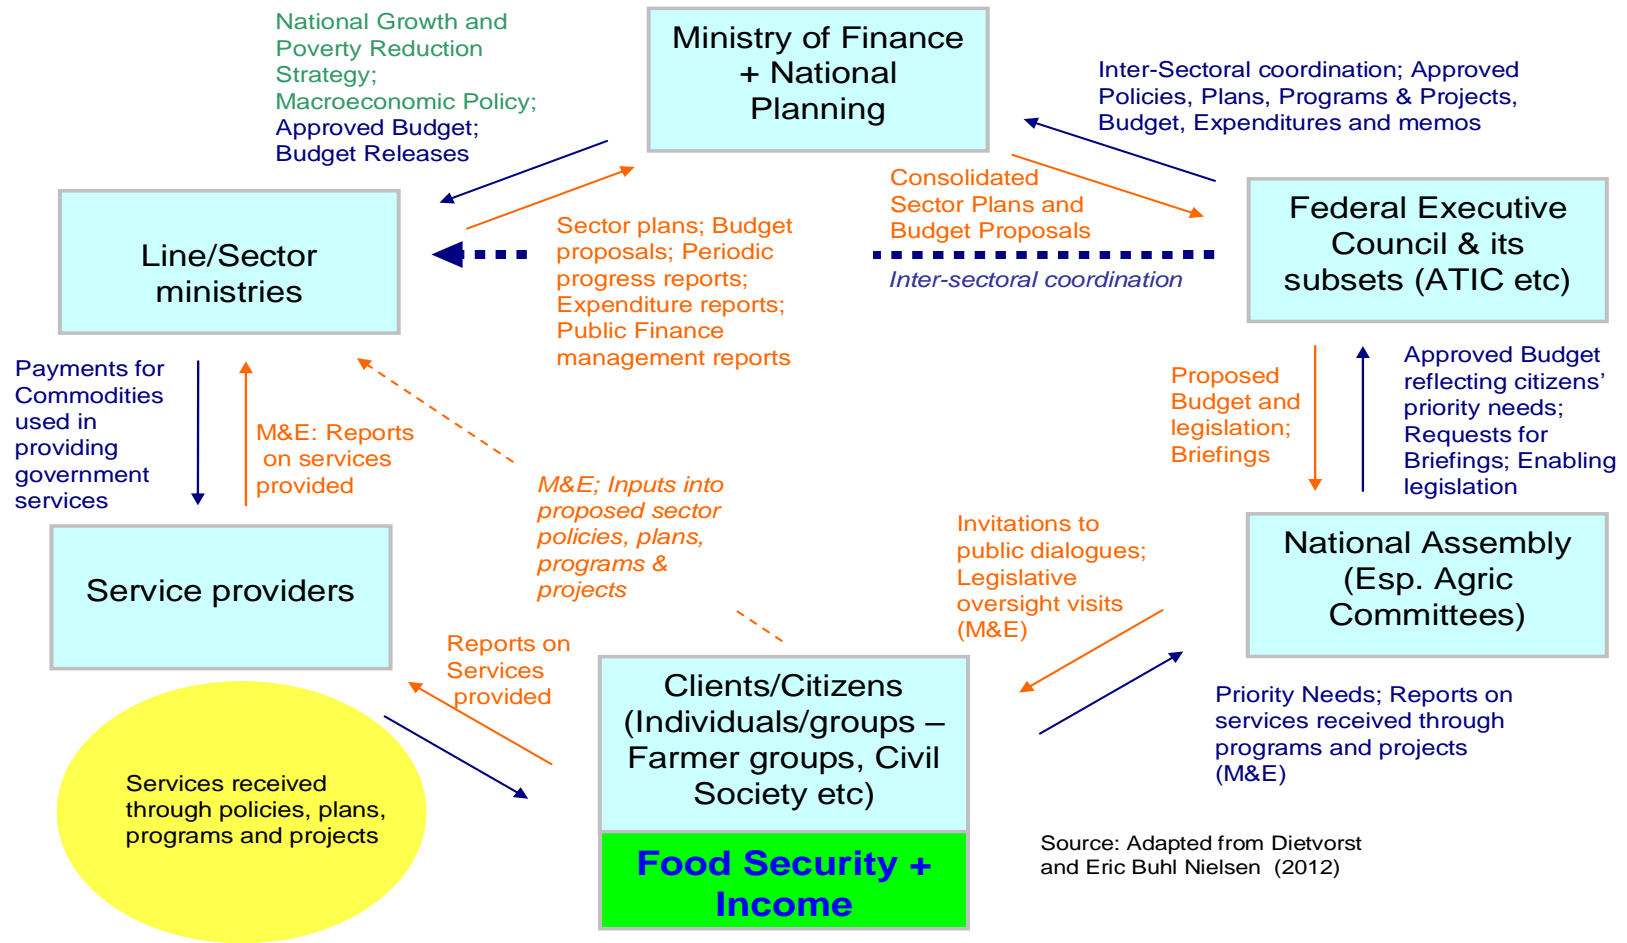 National Growth and
Poverty Reduction
Strategy;
Macroeconomic Policy;
Approved Budget;
Budget Releases
Ministry of Finance
+ National
Planning
Inter-Sectoral coordination; Approved
Policies, Plans, Programs & Projects,
Budget, Expenditures and memos
Line/Sector
ministries
Sector plans; Budget
proposals; Periodic
progress reports;
Expenditure reports;
Public Finance
management reports
Consolidated
Sector Plans and
Budget Proposals
Inter-sectoral coordination
Federal Executive
Council & its
subsets (ATIC etc)
Payments for
Commodities
used in
providing
government
services
M&E: Reports
on services
provided
M&E; Inputs into
proposed sector
policies, plans,
programs &
projects
Proposed
Budget and
legislation;
Briefings
Approved Budget
reflecting citizens’
priority needs;
Requests for
Briefings; Enabling
legislation
Service providers
Invitations to
public dialogues;
Legislative
oversight visits
(M&E)
National Assembly
(Esp. Agric
Committees)
Reports on
Services
provided
Clients/Citizens
(Individuals/groups –
Farmer groups, Civil
Society etc)
Priority Needs; Reports on
services received through
programs and projects
(M&E)
Services received
through policies, plans,
programs and projects
Food Security +
Income
Source: Adapted from Dietvorst
and Eric Buhl Nielsen (2012)